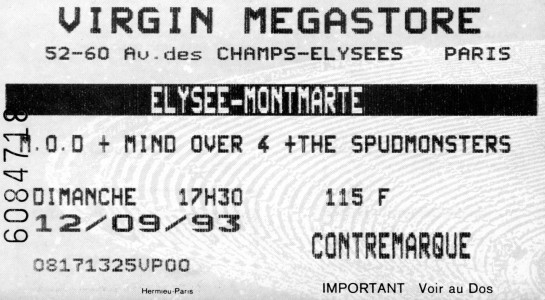 VIRGIN MEGASTORE
52-60 Av.des CHAMPS-ELYSEES PARIS
ELYSEE-MONTMARTE
M.O.D + MIND OVER 4 +THE SPUDMONSTERS
DIMANCHE 17H30 115 F
12/09/93
CONTREMARQUE
08171325VP00
Hermieu-Paris IMPORTANT Voir au Dos
6084718